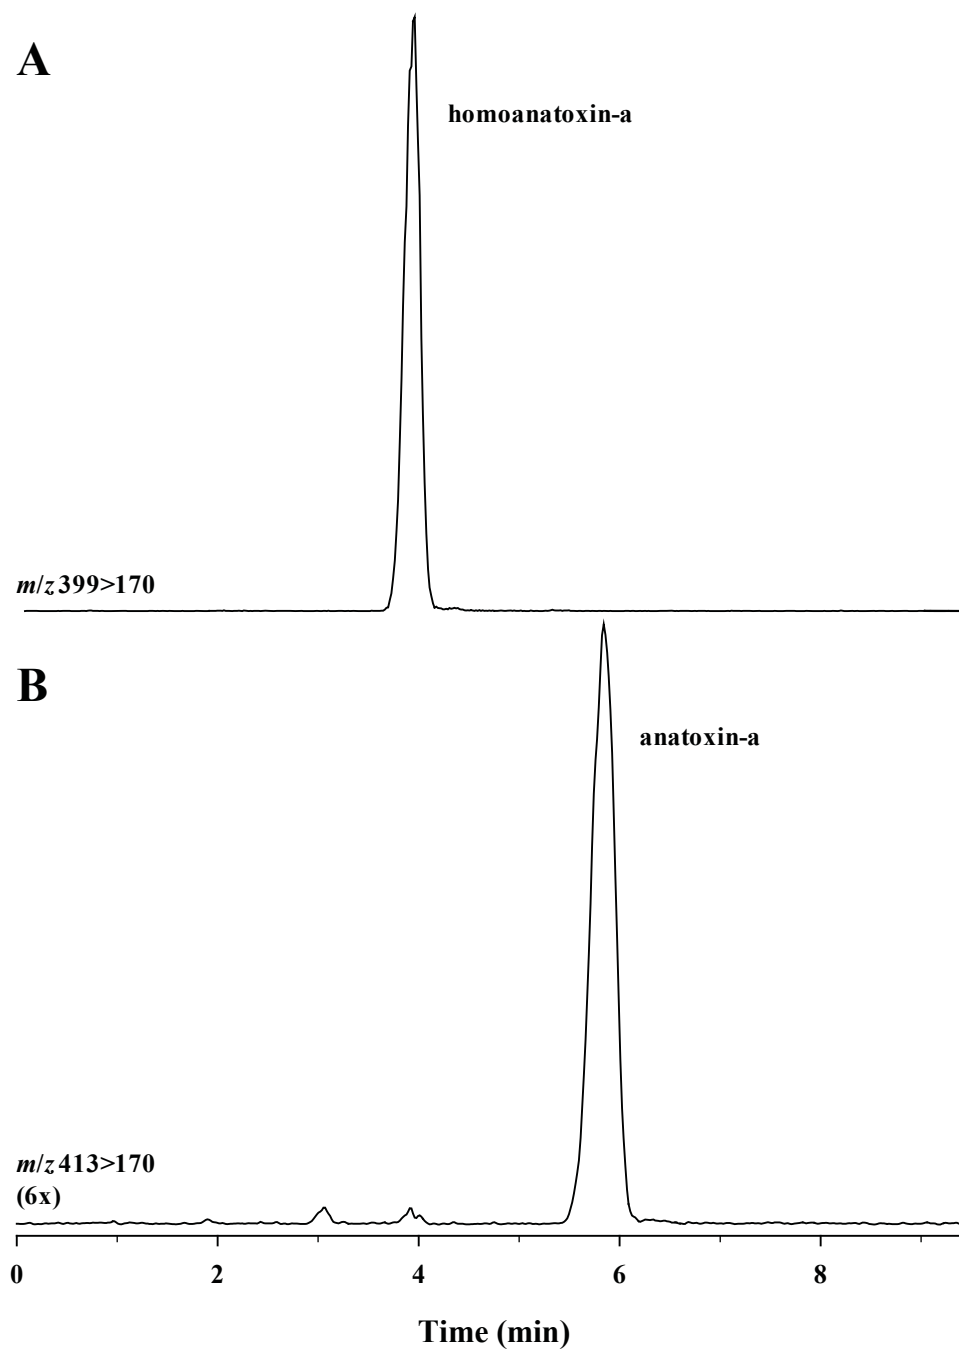 A
homoanatoxin-a
m/z 399>170
B
anatoxin-a
m/z 413>170
(6x)
0 2 4 6 8
Time (min)